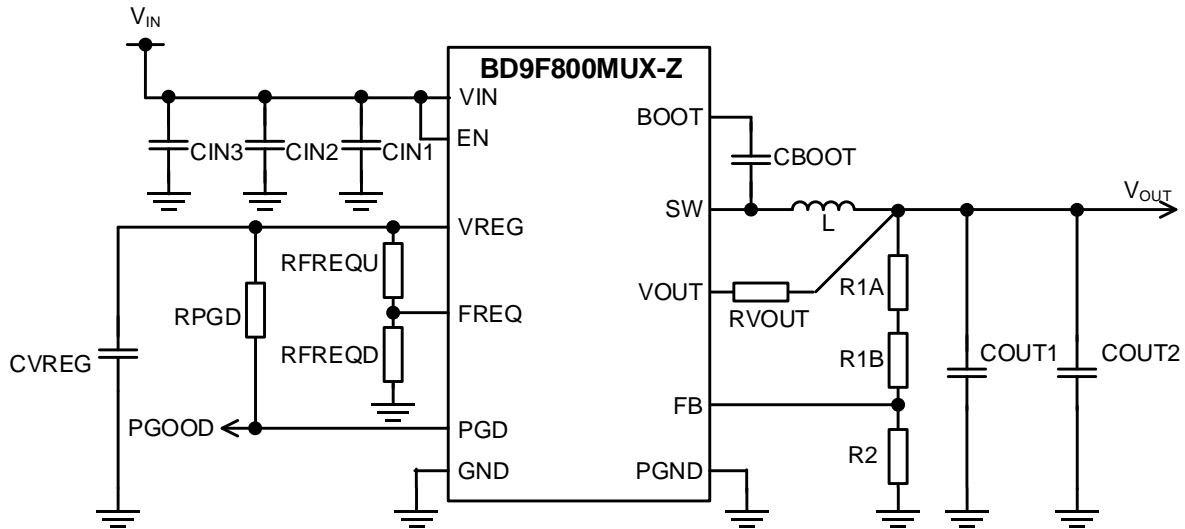 VIN
BD9F800MUX-Z
VIN
BOOT
EN
CIN3
CIN2
CIN1
CBOOT
SW
VOUT
L
VREG
RFREQU
R1A
VOUT
RPGD
FREQ
RVOUT
RFREQD
R1B
COUT1
COUT2
CVREG
FB
PGOOD
PGD
R2
GND
PGND